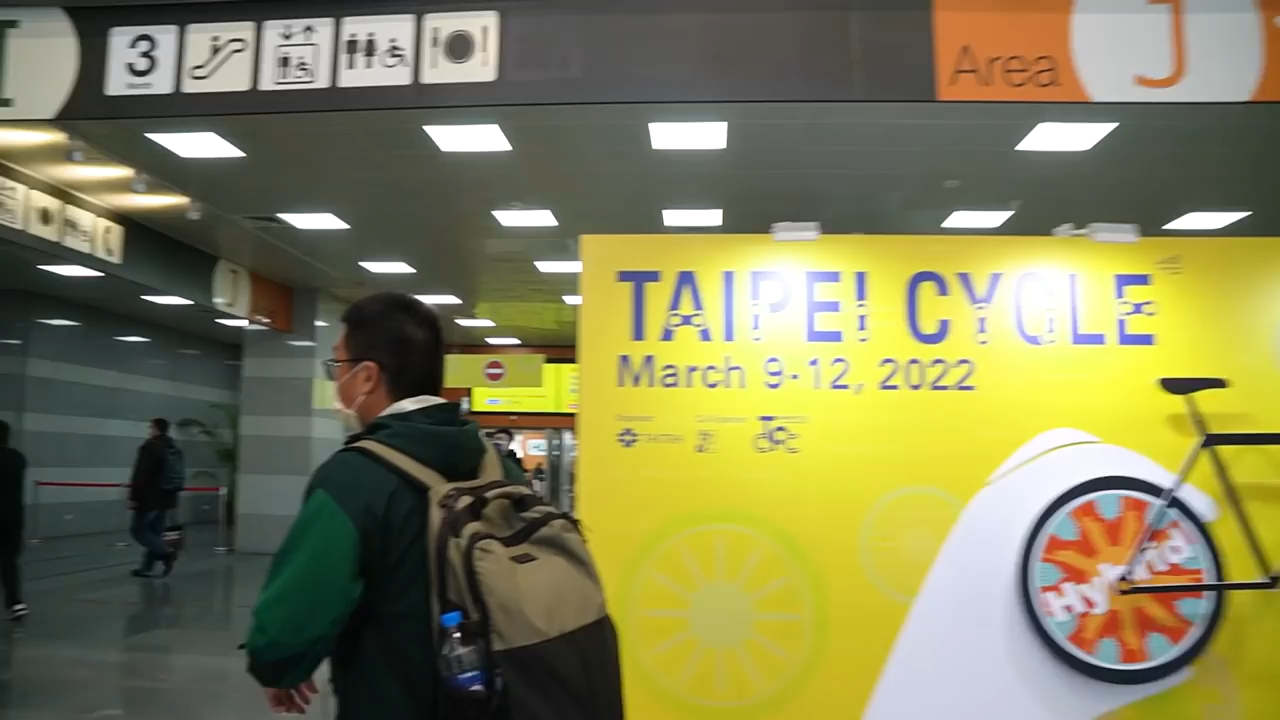 I
3
Area J
TAIPEI CYCLE
March 9-12, 2022
Hybrid